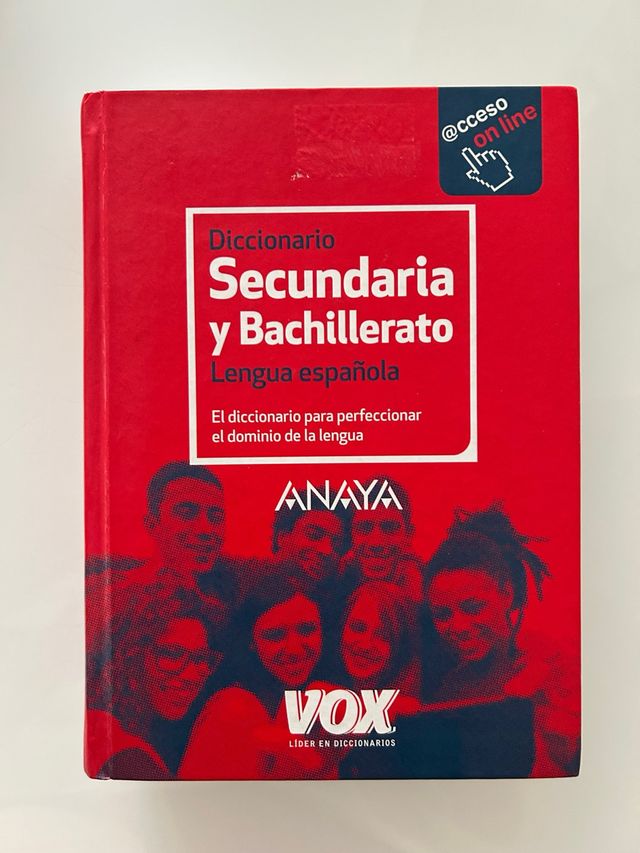 @cceso
on line
Diccionario
Secundaria
y Bachillerato
Lengua española
El diccionario para perfeccionar
el dominio de la lengua
ANAYA
VOX
LÍDER EN DICCIONARIOS